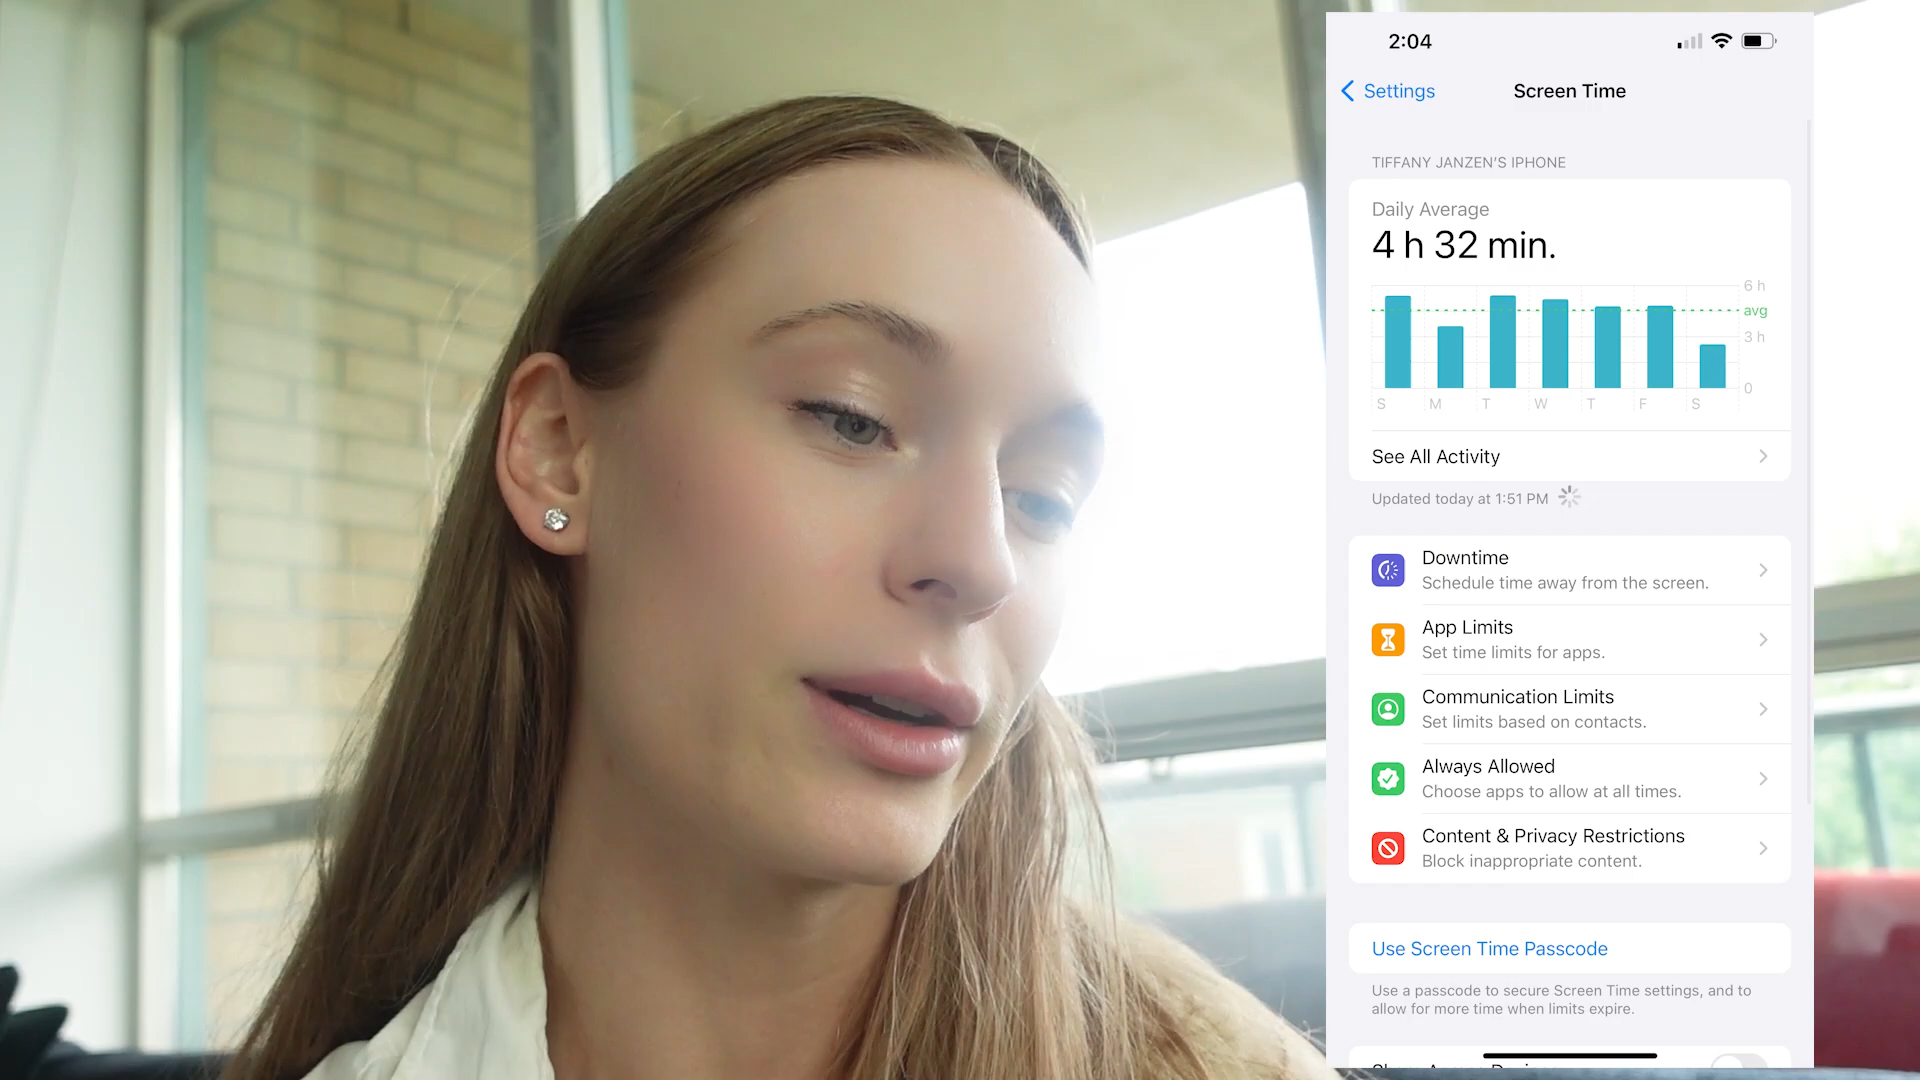 2:04
Settings
Screen Time
TIFFANY JANZEN'S IPHONE
Daily Average
4 h 32 min.
6 h
avg
3 h
0
S M T W T F S
See All Activity
Updated today at 1:51 PM
Downtime
Schedule time away from the screen.
App Limits
Set time limits for apps.
Communication Limits
Set limits based on contacts.
Always Allowed
Choose apps to allow at all times.
Content & Privacy Restrictions
Block inappropriate content.
Use Screen Time Passcode
Use a passcode to secure Screen Time settings, and to
allow for more time when limits expire.